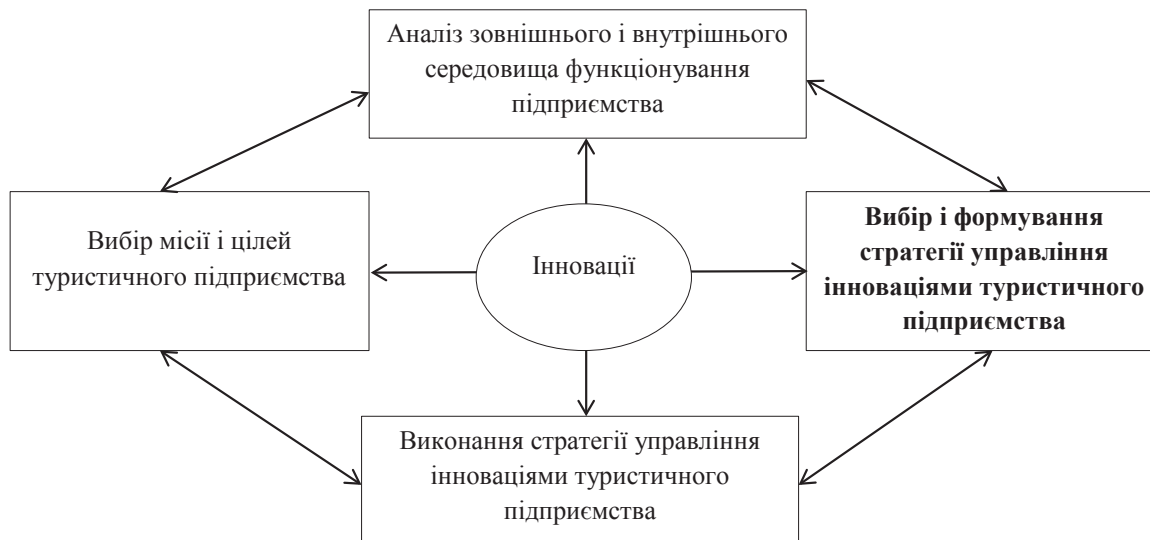 Аналіз зовнішнього і внутрішнього
середовища функціонування
підприємства
Вибір місії і цілей
туристичного підприємства
Інновації
Вибір і формування
стратегії управління
інноваціями туристичного
підприємства
Виконання стратегії управління
інноваціями туристичного
підприємства